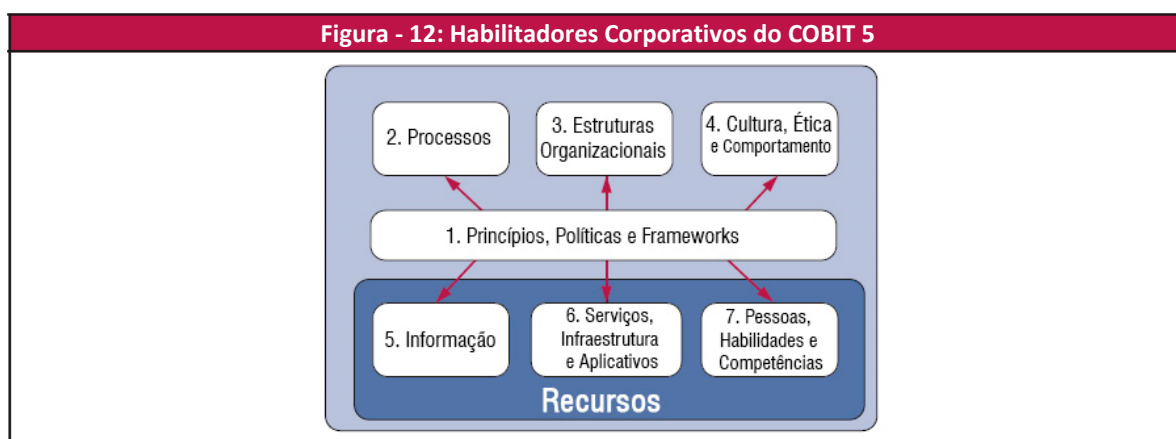 Figura - 12: Habilitadores Corporativos do COBIT 5
2. Processos
3. Estruturas
Organizacionais
4. Cultura, Ética
e Comportamento
1. Princípios, Políticas e Frameworks
5. Informação
6. Serviços,
Infraestrutura
e Aplicativos
7. Pessoas,
Habilidades e
Competências
Recursos